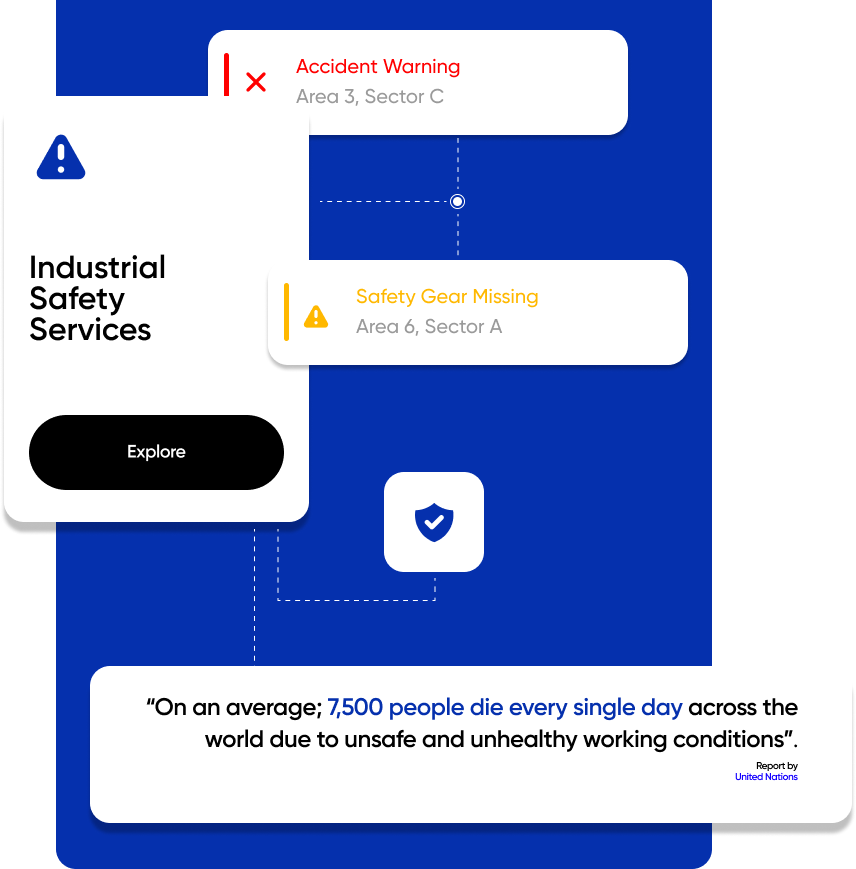 Accident Warning
Area 3, Sector C
Industrial
Safety
Services
Safety Gear Missing
Area 6, Sector A
Explore
“On an average; 7,500 people die every single day across the
world due to unsafe and unhealthy working conditions”.
Report by
United Nations